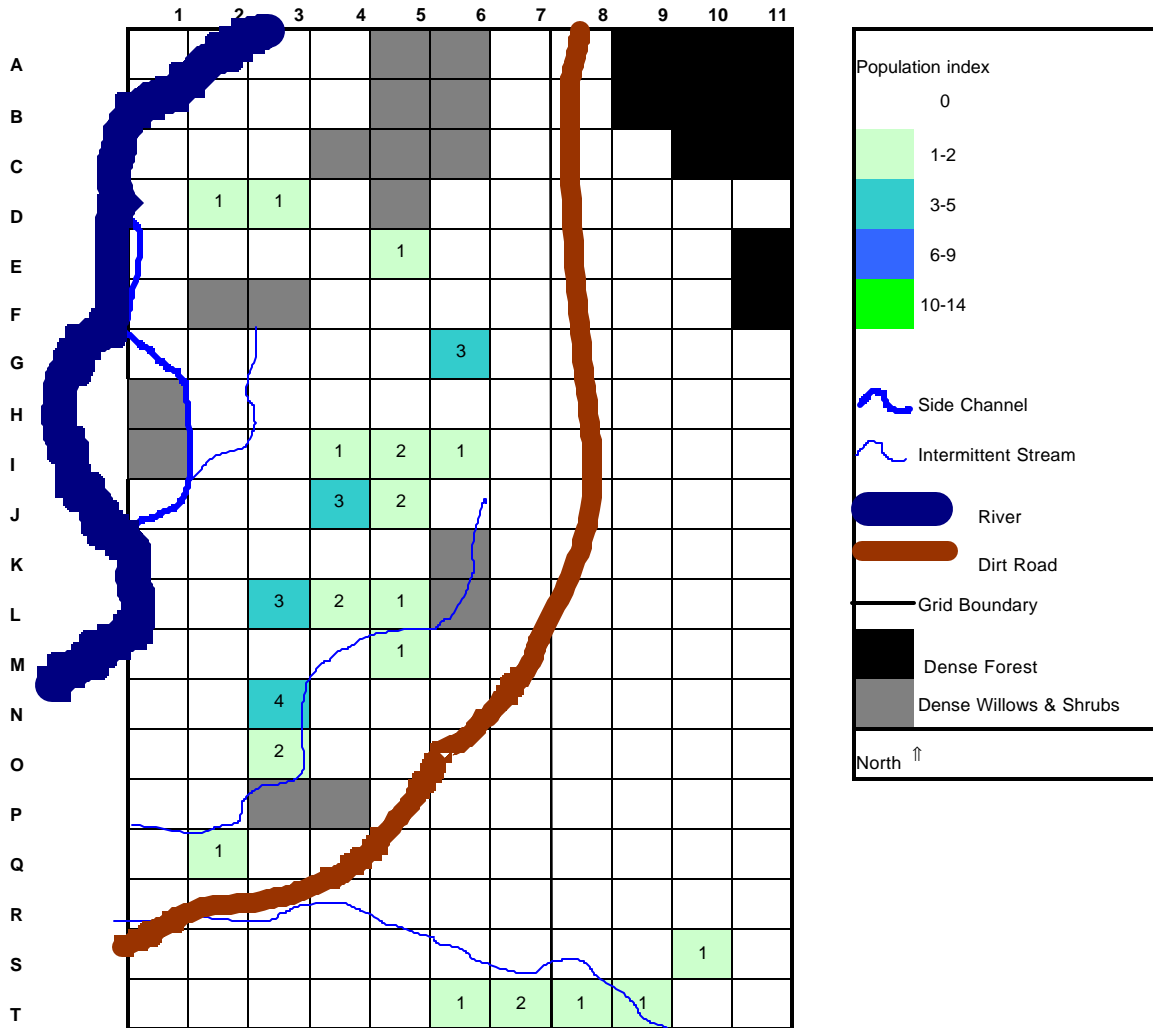 1 2 3 4 5 6 7 8 9 10 11
A
Population index
0
B
C
1-2
D 1 1
3-5
E 1
6-9
F
10-14
G 3
H
Side Channel
I 1 2 1
Intermittent Stream
J 3 2
River
K
Dirt Road
L 3 2 1
Grid Boundary
M 1
Dense Forest
N 4
Dense Willows & Shrubs
O 2
North ⇑
P
Q 1
R
S 1
T 1 2 1 1